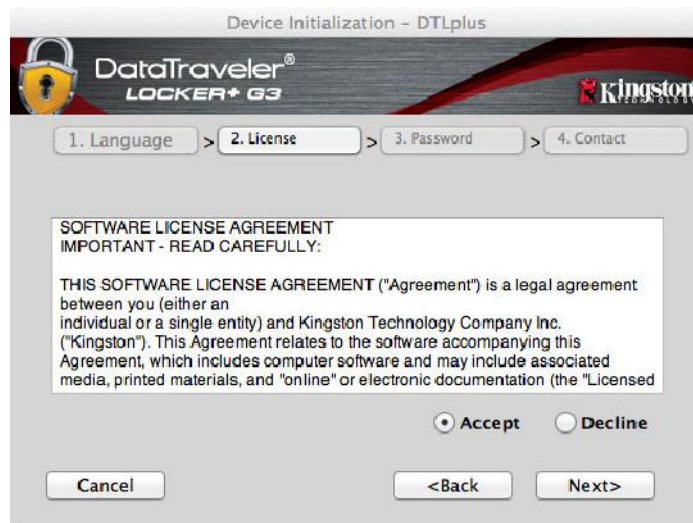 Device Initialization - DTLplus
DataTraveler®
LOCKER+ G3
Kingston
TECHNOLOGY
1. Language > 2. License > 3. Password > 4. Contact
SOFTWARE LICENSE AGREEMENT
IMPORTANT - READ CAREFULLY:
THIS SOFTWARE LICENSE AGREEMENT ("Agreement") is a legal agreement
between you (either an
individual or a single entity) and Kingston Technology Company Inc.
("Kingston"). This Agreement relates to the software accompanying this
Agreement, which includes computer software and may include associated
media, printed materials, and "online" or electronic documentation (the "Licensed
Accept Decline
Cancel <Back Next>